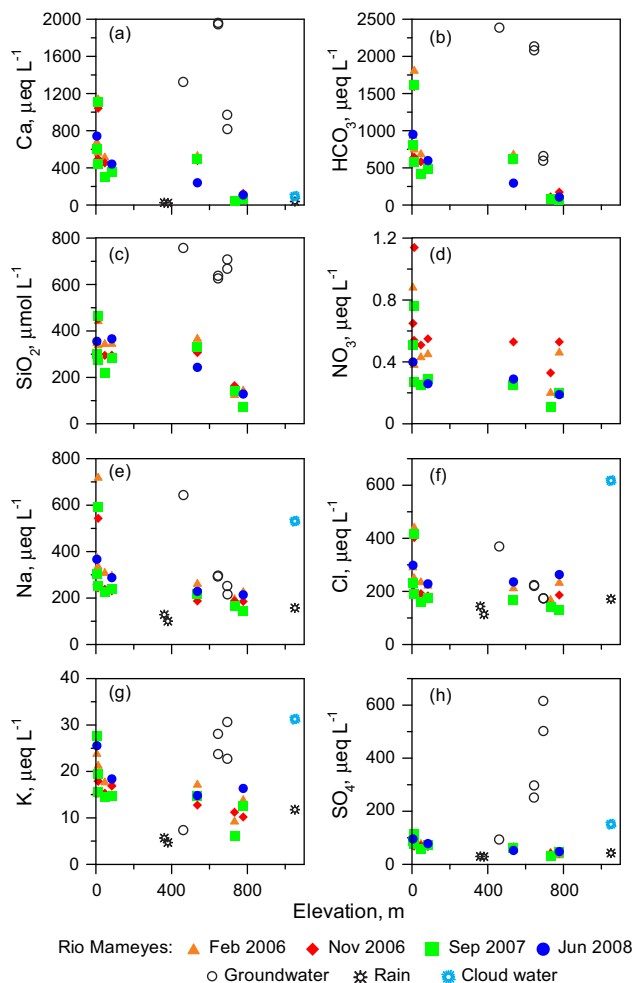 (a)
Ca, µeq L⁻¹
2000
1600
1200
800
400
0
(b)
HCO₃, µeq L⁻¹
2500
2000
1500
1000
500
0
(c)
SiO₂, µmol L⁻¹
800
600
400
200
0
(d)
NO₃, µeq L⁻¹
1.2
0.8
0.4
0
(e)
Na, µeq L⁻¹
800
600
400
200
0
(f)
Cl, µeq L⁻¹
600
400
200
0
(g)
K, µeq L⁻¹
40
30
20
10
0
(h)
SO₄, µeq L⁻¹
600
400
200
0
0 400 800
0 400 800
Elevation, m
Rio Mameyes: Feb 2006 Nov 2006 Sep 2007 Jun 2008
Groundwater Rain Cloud water